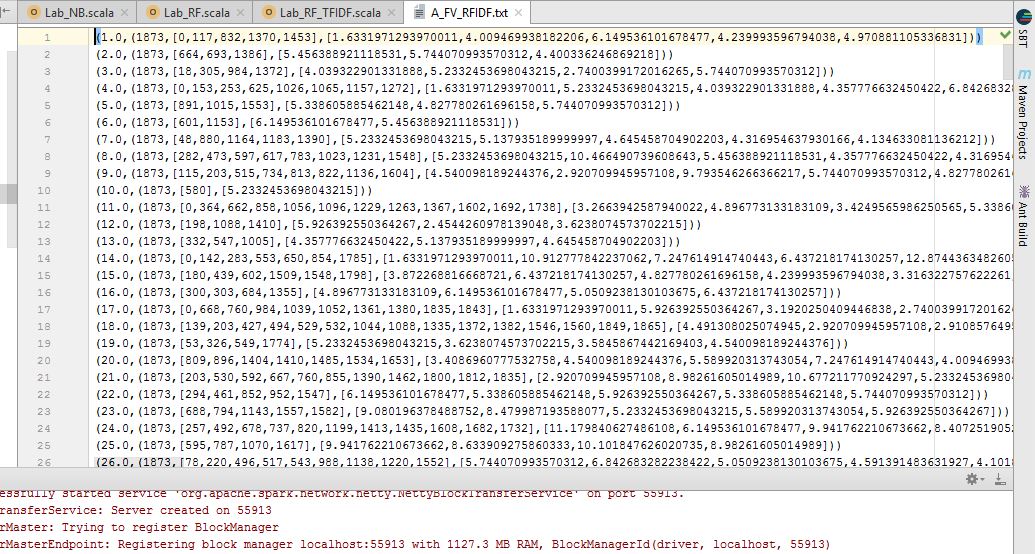 Lab_NB.scala
Lab_RF.scala
Lab_RF_TFIDF.scala
A_FV_RFIDF.txt
1 (1.0,(1873,[0,117,832,1370,1453],[1.6331971293970011,4.009469938182206,6.149536101678477,4.239993596794038,4.970881105336831]))
2 (2.0,(1873,[664,693,1386],[5.456388921118531,5.744070993570312,4.400336246869218]))
3 (3.0,(1873,[18,305,984,1372],[4.039322901331888,5.2332453698043215,2.7400399172016265,5.744070993570312]))
4 (4.0,(1873,[0,153,253,625,1026,1065,1157,1272],[1.6331971293970011,5.2332453698043215,4.039322901331888,4.357776632450422,6.84268328
5 (5.0,(1873,[891,1015,1553],[5.338605885462148,4.827780261696158,5.744070993570312]))
6 (6.0,(1873,[601,1153],[6.149536101678477,5.456388921118531]))
7 (7.0,(1873,[48,880,1164,1183,1390],[5.2332453698043215,5.137935189999997,4.645458704902203,4.316954637930166,4.134633081136212]))
8 (8.0,(1873,[282,473,597,617,783,1023,1231,1548],[5.2332453698043215,10.466490739608643,5.456388921118531,4.357776632450422,4.3169546
9 (9.0,(1873,[115,203,515,734,813,822,1136,1604],[4.540098189244376,2.920709945957108,9.793546266366217,5.744070993570312,4.8277802616
10 (10.0,(1873,[580],[5.2332453698043215]))
11 (11.0,(1873,[0,364,662,858,1056,1096,1229,1263,1367,1602,1692,1738],[3.2663942587940022,4.896773133183109,3.4249565986250565,5.33860
12 (12.0,(1873,[198,1088,1410],[5.926392550364267,2.4544260978139048,3.6238074573702215]))
13 (13.0,(1873,[332,547,1005],[4.357776632450422,5.137935189999997,4.645458704902203]))
14 (14.0,(1873,[0,142,283,553,650,854,1785],[1.6331971293970011,10.912777842237062,7.247614914740443,6.437218174130257,12.8744363482605
15 (15.0,(1873,[180,439,602,1509,1548,1798],[3.872268816668721,6.437218174130257,4.827780261696158,4.239993596794038,3.316322757622261,
16 (16.0,(1873,[300,303,684,1355],[4.896773133183109,6.149536101678477,5.0509238130103675,6.437218174130257]))
17 (17.0,(1873,[0,668,760,984,1039,1052,1361,1380,1835,1843],[1.6331971293970011,5.926392550364267,3.192025040944​6838,2.740039917201626
18 (18.0,(1873,[139,203,427,494,529,532,1044,1088,1335,1372,1382,1546,1560,1849,1865],[4.491308025074945,2.920709945957108,2.9108576495
19 (19.0,(1873,[53,326,549,1774],[5.2332453698043215,3.6238074573702215,3.5845867442169403,4.540098189244376]))
20 (20.0,(1873,[809,896,1404,1410,1485,1534,1653],[3.4086960777532758,4.540098189244376,5.589920313743054,7.247614914740443,4.009469938
21 (21.0,(1873,[203,530,592,667,760,855,1390,1462,1800,1812,1835],[2.920709945957108,8.98261605014989,10.677211770924297,5.233245369804
22 (22.0,(1873,[294,461,852,952,1547],[6.149536101678477,5.338605885462148,5.926392550364267,5.338605885462148,5.744070993570312]))
23 (23.0,(1873,[688,794,1143,1557,1582],[9.080196378488752,8.479987193588077,5.2332453698043215,5.589920313743054,5.926392550364267]))
24 (24.0,(1873,[257,492,678,737,820,1199,1413,1435,1608,1682,1732],[11.179840627486108,6.149536101678477,9.941762210673662,8.4072519052
25 (25.0,(1873,[595,787,1070,1617],[9.941762210673662,8.633909275860333,10.101847626020735,8.98261605014989]))
26 (26.0,(1873,[78,220,496,517,543,988,1138,1220,1552],[5.744070993570312,6.842683282238422,5.0509238130103675,4.591391483631927,4.1018
SBT
m Maven Projects
Ant Build
essfully started service 'org.apache.spark.network.netty.NettyBlockTransferService' on port 55913.
ransferService: Server created on 55913
rMaster: Trying to register BlockManager
rMasterEndpoint: Registering block manager localhost:55913 with 1127.3 MB RAM, BlockManagerId(driver, localhost, 55913)